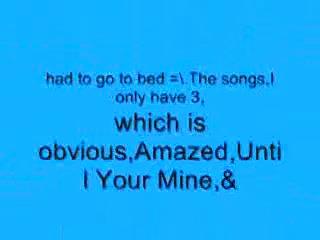 had to go to bed =\.The songs,I
only have 3,
which is
obvious,Amazed,Unti
l Your Mine,&